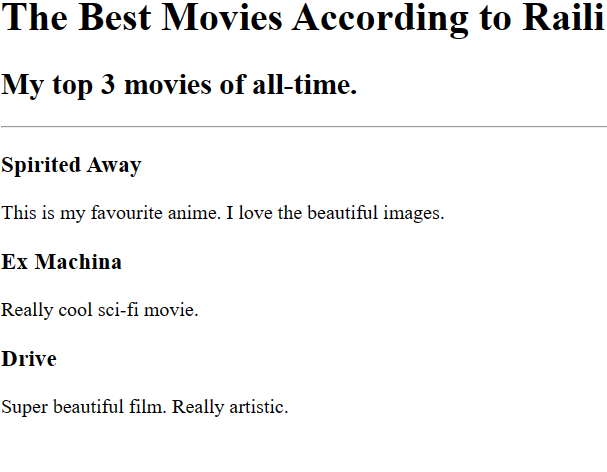 The Best Movies According to Raili
My top 3 movies of all-time.
Spirited Away
This is my favourite anime. I love the beautiful images.
Ex Machina
Really cool sci-fi movie.
Drive
Super beautiful film. Really artistic.